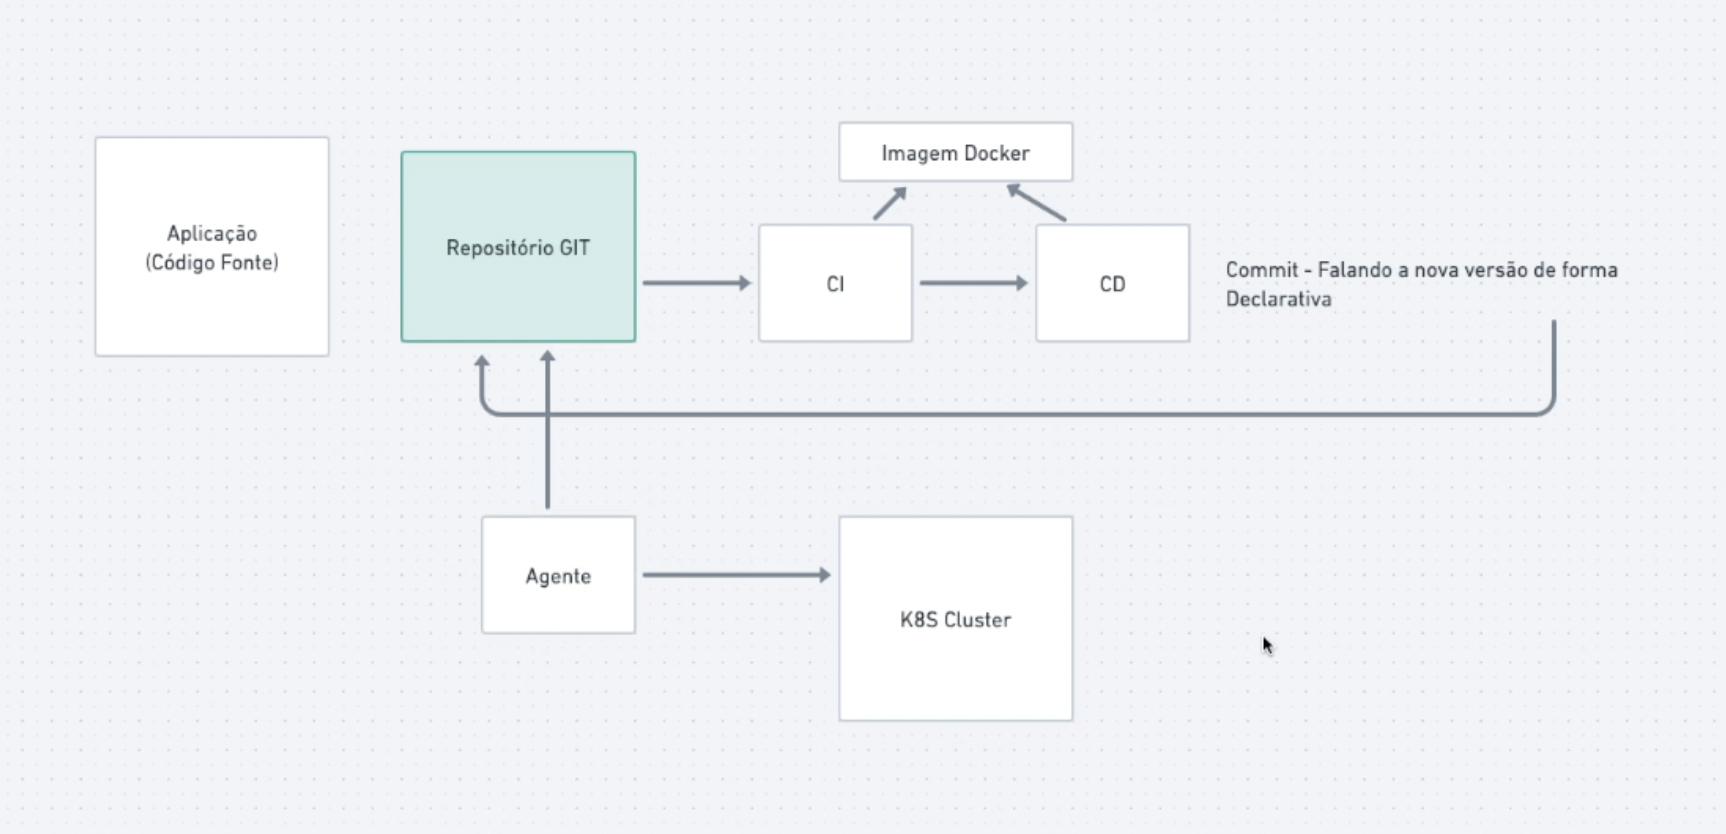 Imagem Docker
Aplicação
(Código Fonte)
Repositório GIT
CI
CD
Commit - Falando a nova versão de forma
Declarativa
Agente
K8S Cluster